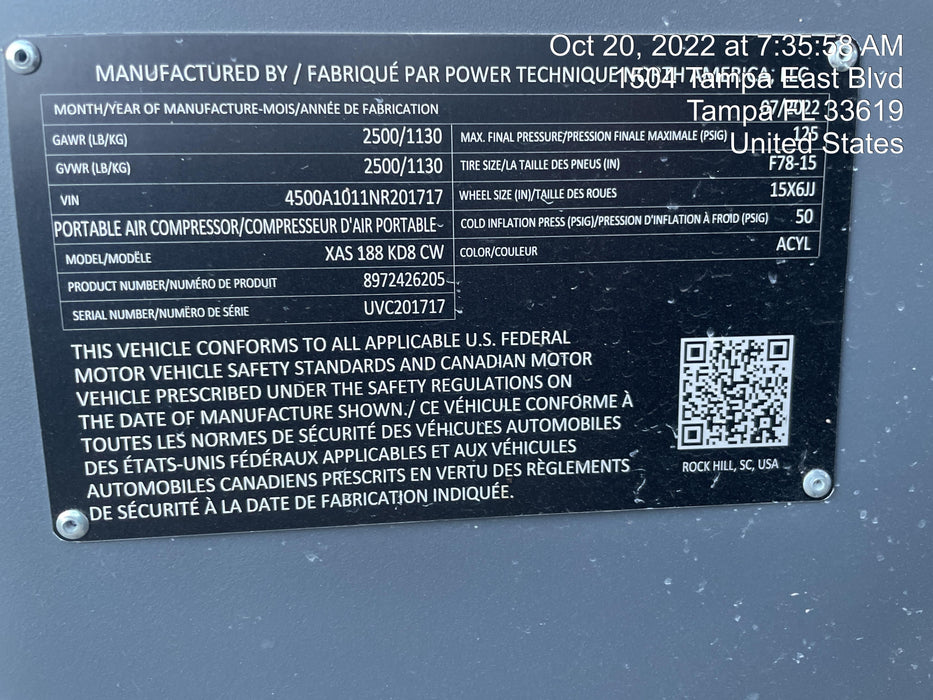 Oct 20, 2022 at 7:35:58 AM
1504 Tampa East Blvd
Tampa FL 33619
United States
MANUFACTURED BY / FABRIQUÉ PAR POWER TECHNIQUE NORTH AMERICA, LLC
MONTH/YEAR OF MANUFACTURE-MOIS/ANNÉE DE FABRICATION 07/2022
GAWR (LB/KG) 2500/1130
GVWR (LB/KG) 2500/1130
VIN 4500A1011NR201717
PORTABLE AIR COMPRESSOR/COMPRESSEUR D'AIR PORTABLE
MODEL/MODÈLE XAS 188 KD8 CW
PRODUCT NUMBER/NUMÉRO DE PRODUIT 8972426205
SERIAL NUMBER/NUMÉRO DE SÉRIE UVC201717
MAX. FINAL PRESSURE/PRESSION FINALE MAXIMALE (PSIG) 125
TIRE SIZE/LA TAILLE DES PNEUS (IN) F78-15
WHEEL SIZE (IN)/TAILLE DES ROUES 15X6JJ
COLD INFLATION PRESS (PSIG)/PRESSION D'INFLATION À FROID (PSIG) 50
COLOR/COULEUR ACYL
THIS VEHICLE CONFORMS TO ALL APPLICABLE U.S. FEDERAL
MOTOR VEHICLE SAFETY STANDARDS AND CANADIAN MOTOR
VEHICLE PRESCRIBED UNDER THE SAFETY REGULATIONS ON
THE DATE OF MANUFACTURE SHOWN./ CE VÉHICULE CONFORME À
TOUTES LES NORMES DE SÉCURITÉ DES VÉHICULES AUTOMOBILES
DES ÉTATS-UNIS FÉDÉRAUX APPLICABLES ET AUX VÉHICULES
AUTOMOBILES CANADIENS PRESCRITS EN VERTU DES RÈGLEMENTS
DE SÉCURITÉ À LA DATE DE FABRICATION INDIQUÉE.
ROCK HILL, SC, USA